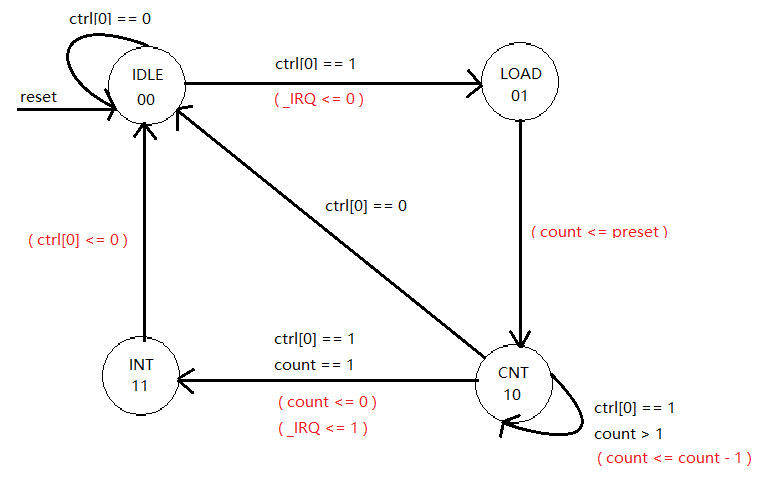 ctrl[0] == 0
IDLE
00
reset
ctrl[0] == 1
( _IRQ <= 0 )
LOAD
01
ctrl[0] == 0
( ctrl[0] <= 0 )
( count <= preset )
ctrl[0] == 1
count == 1
( count <= 0 )
( _IRQ <= 1 )
INT
11
CNT
10
ctrl[0] == 1
count > 1
( count <= count - 1 )